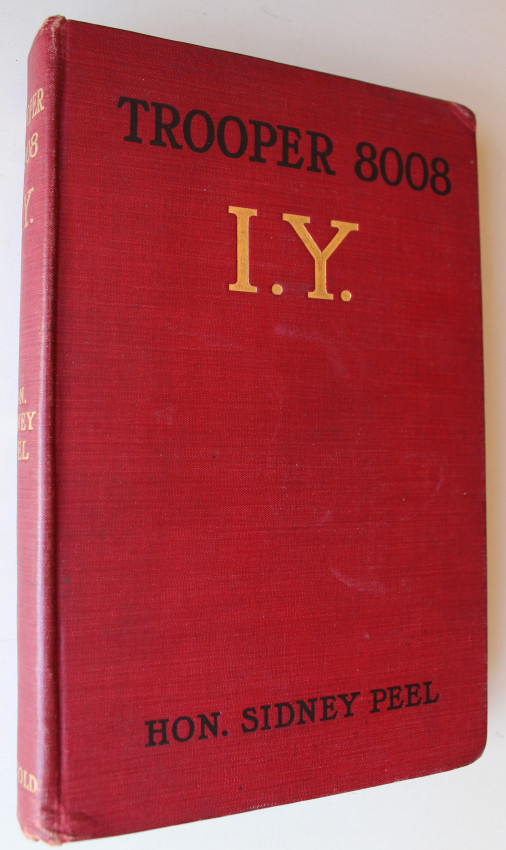 TROOPER 8008
I.Y.
HON. SIDNEY PEEL